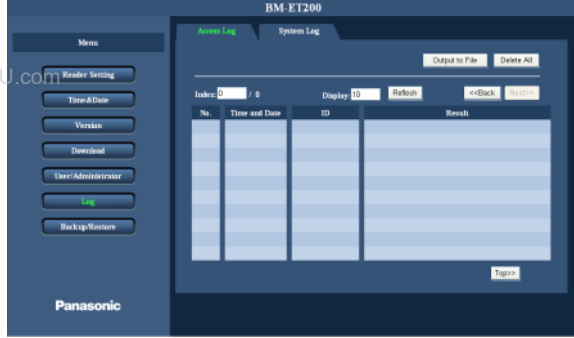 BM-ET200
Menu
Access Log
System Log
Output to File
Delete All
U.com
Reader Setting
Time&Date
Version
Download
User/Administrator
Log
Backup/Restore
Index: 0 / 0
Display: 10
Reflesh
<<Back
Next>>
No.
Time and Date
ID
Result
Top>>
Panasonic